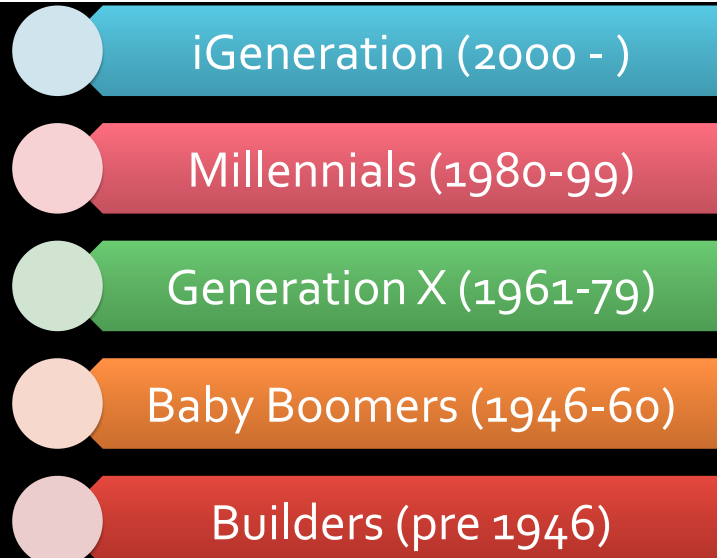 iGeneration (2000 - )
Millennials (1980-99)
Generation X (1961-79)
Baby Boomers (1946-60)
Builders (pre 1946)